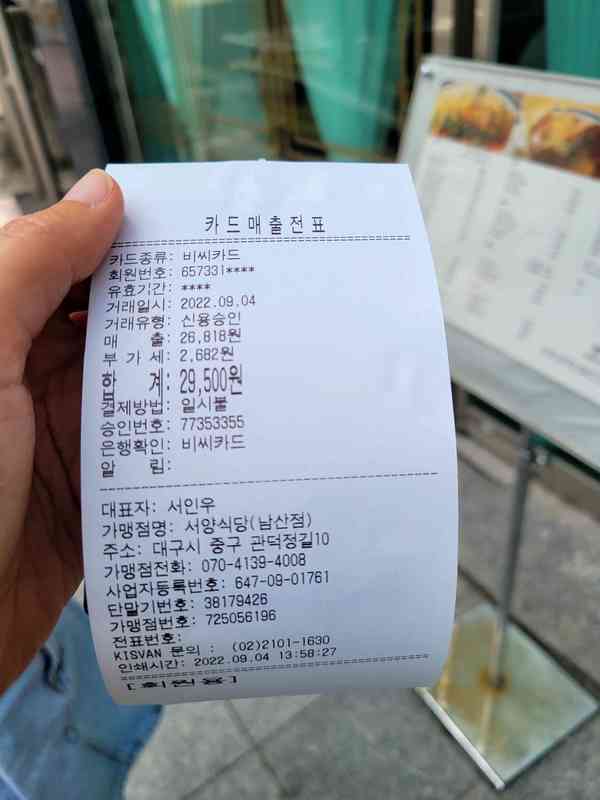 카드매출전표
================================================
카드종류: 비씨카드
회원번호: 657331****
유효기간: ****
거래일시: 2022.09.04
거래유형: 신용승인
매 출: 26,818원
부 가 세: 2,682원
합 계: 29,500원
결제방법: 일시불
승인번호: 77353355
은행확인: 비씨카드
알 림:
------------------------------------------------
대표자: 서인우
가맹점명: 서양식당(남산점)
주소: 대구시 중구 관덕정길10
가맹점전화: 070-4139-4008
사업자등록번호: 647-09-01761
단말기번호: 38179426
가맹점번호: 725056196
전표번호:
KISVAN 문의 : (02)2101-1630
인쇄시간: 2022.09.04 13:58:27
================================================
[회원용]